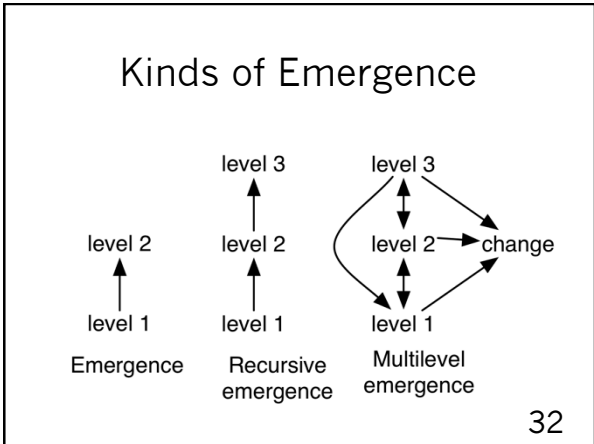 Kinds of Emergence
level 3
level 3
level 2
level 2
level 2
change
level 1
level 1
level 1
Emergence
Recursive
emergence
Multilevel
emergence
32